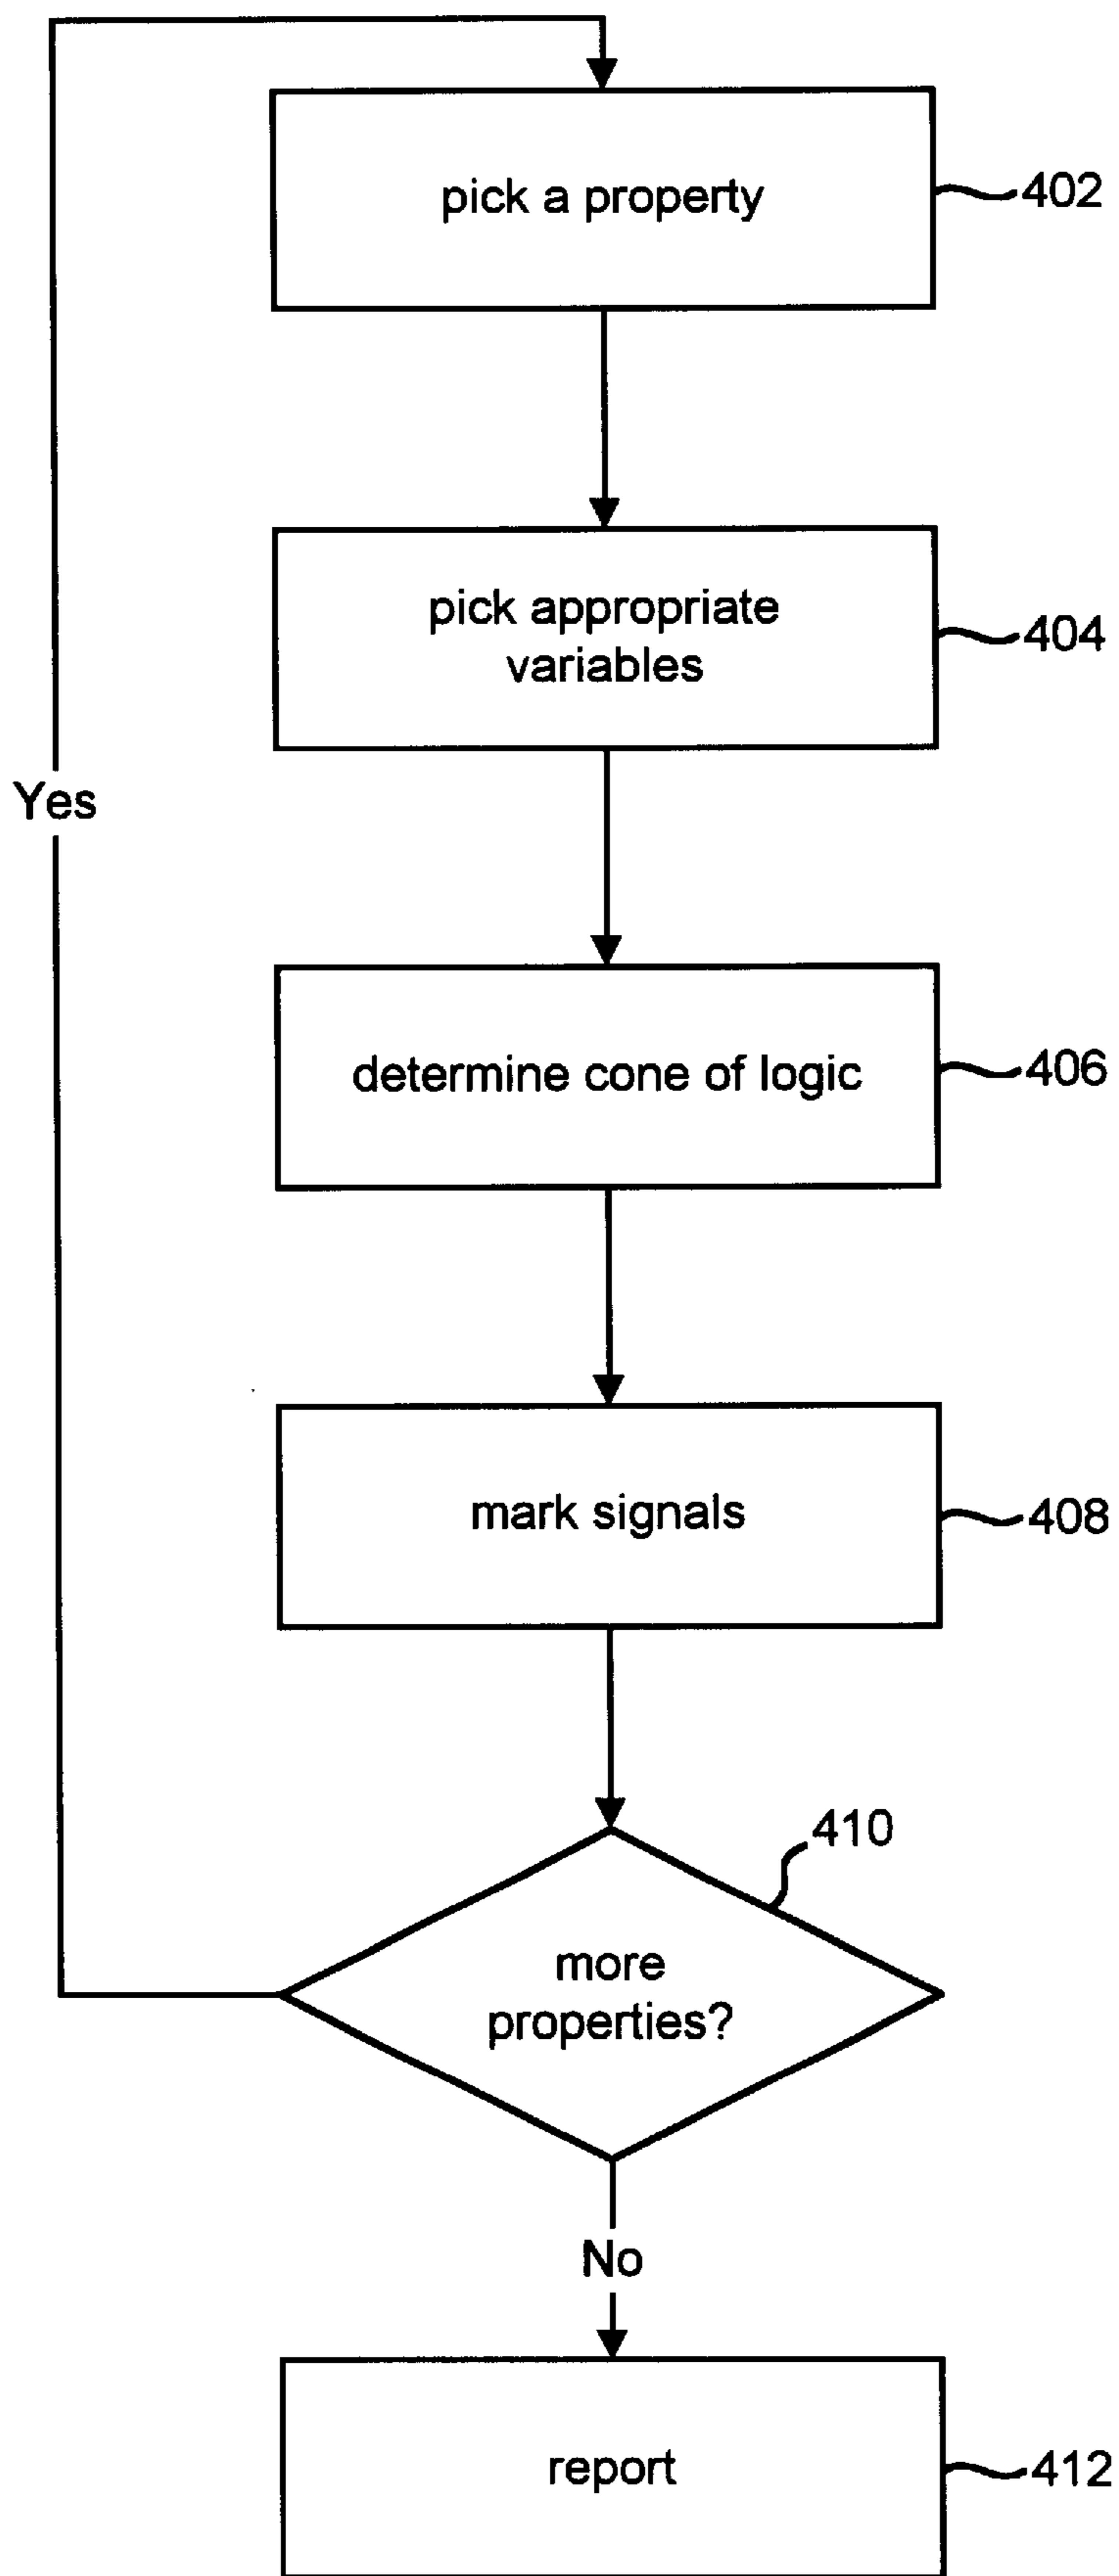 pick a property
402
pick appropriate
variables
404
Yes
determine cone of logic
406
mark signals
408
410
more
properties?
No
report
412